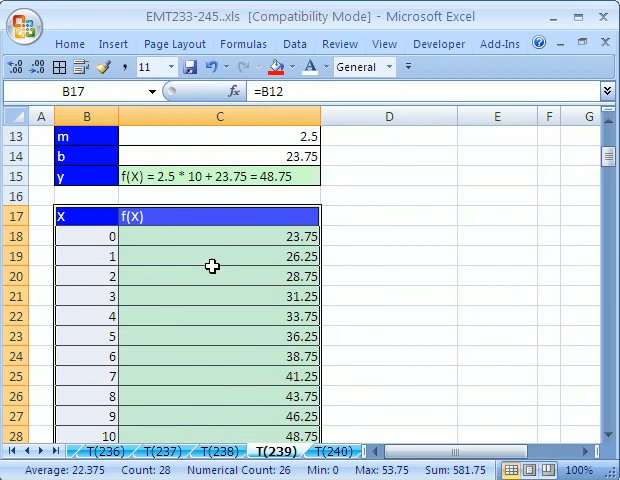 EMT233-245..xls [Compatibility Mode] - Microsoft Excel
Home Insert Page Layout Formulas Data Review View Developer Add-Ins
11 General
B17 fx =B12
A B C D E F G
13 m 2.5
14 b 23.75
15 y f(X) = 2.5 * 10 + 23.75 = 48.75
16
17 X f(X)
18 0 23.75
19 1 26.25
20 2 28.75
21 3 31.25
22 4 33.75
23 5 36.25
24 6 38.75
25 7 41.25
26 8 43.75
27 9 46.25
28 10 48.75
T(236) T(237) T(238) T(239) T(240)
Average: 22.375 Count: 28 Numerical Count: 26 Min: 0 Max: 53.75 Sum: 581.75 100%